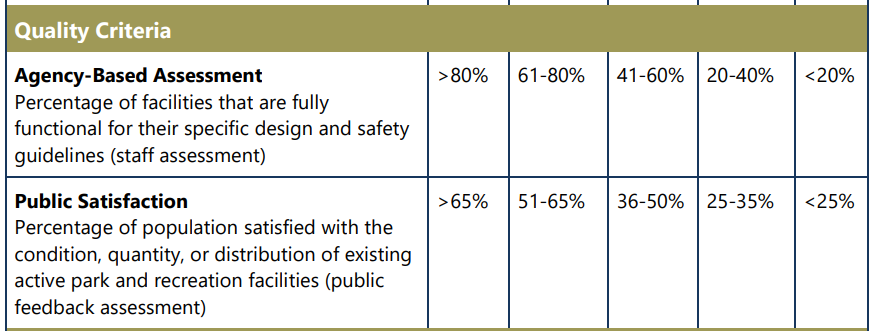 Quality Criteria
Agency-Based Assessment >80% 61-80% 41-60% 20-40% <20%
Percentage of facilities that are fully
functional for their specific design and safety
guidelines (staff assessment)
Public Satisfaction >65% 51-65% 36-50% 25-35% <25%
Percentage of population satisfied with the
condition, quantity, or distribution of existing
active park and recreation facilities (public
feedback assessment)